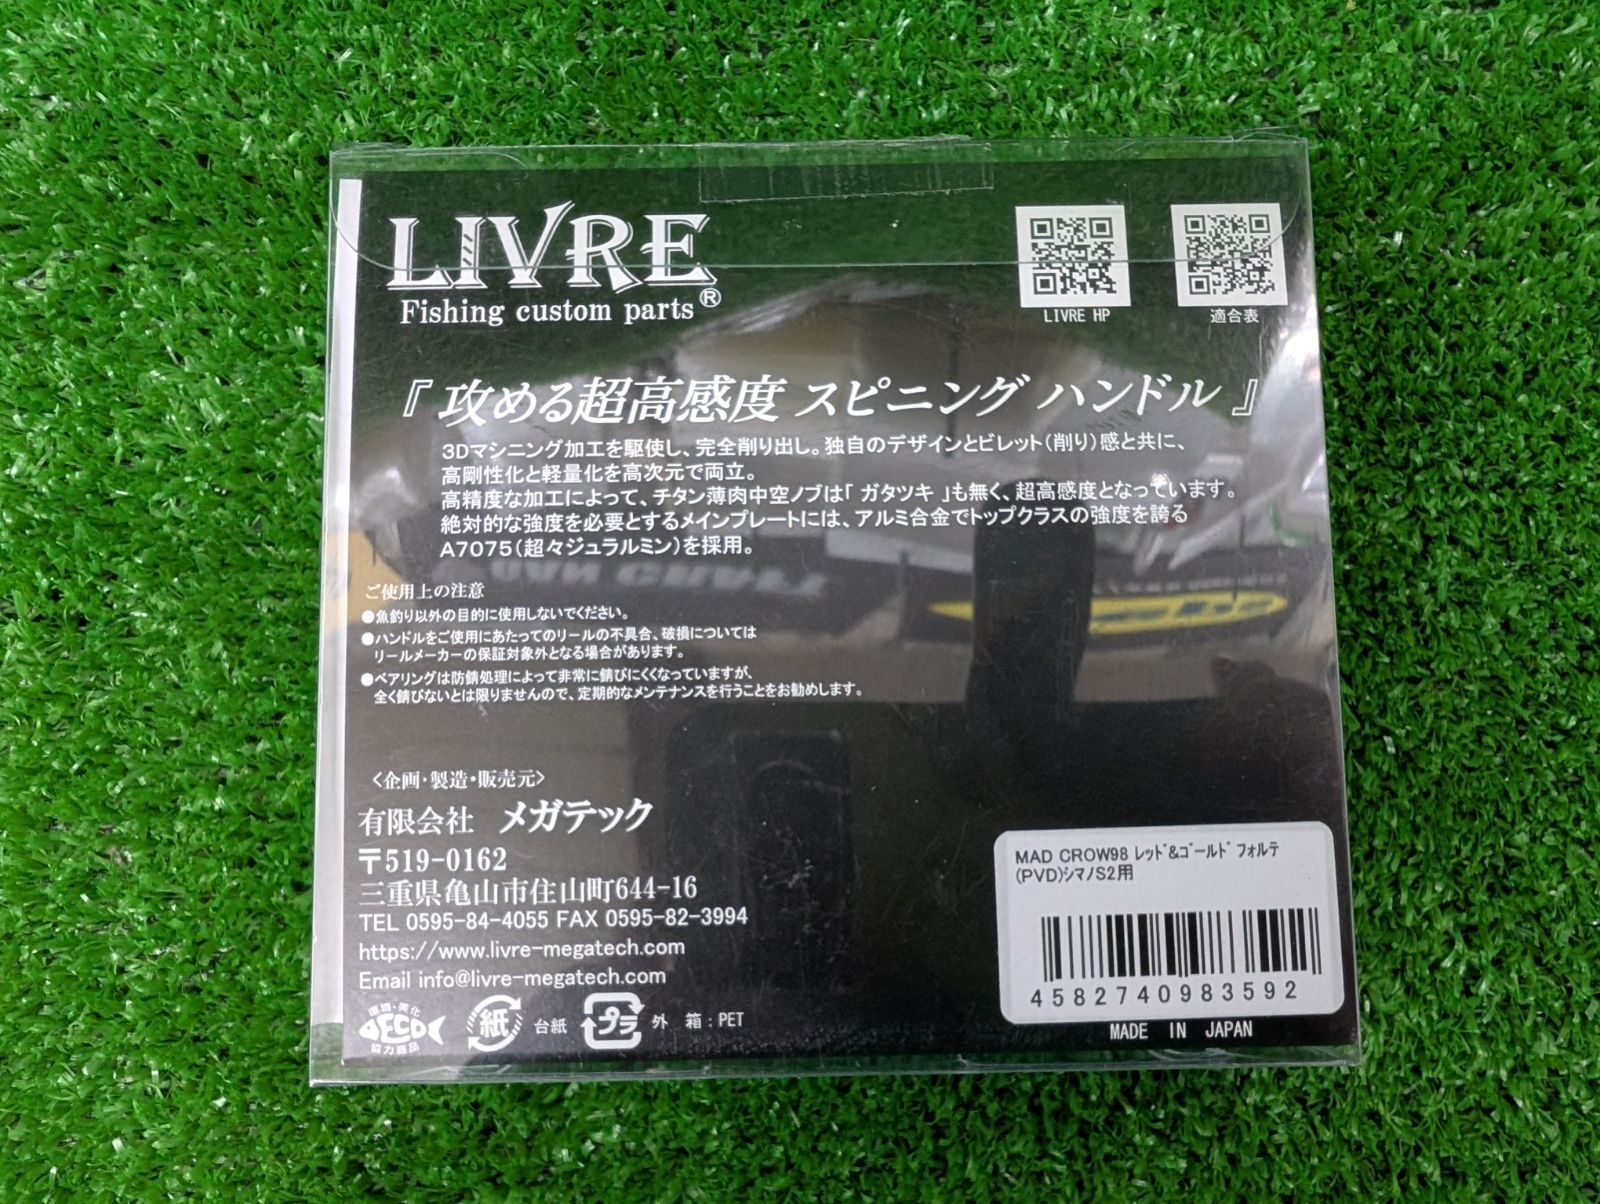 LIVRE
Fishing custom parts®
LIVRE HP
適合表
『 攻める超高感度 スピニング ハンドル 』
3Dマシニング加工を駆使し、完全削り出し。独自のデザインとビレット（削り）感と共に、
高剛性化と軽量化を高次元で両立。
高精度な加工によって、チタン薄肉中空ノブは「 ガタツキ 」も無く、超高感度となっています。
絶対的な強度を必要とするメインプレートには、アルミ合金でトップクラスの強度を誇る
A7075（超々ジュラルミン）を採用。
ご使用上の注意
●魚釣り以外の目的に使用しないでください。
●ハンドルをご使用にあたってのリールの不具合、破損については
リールメーカーの保証対象外となる場合があります。
●ベアリングは防錆処理によって非常に錆びにくくなっていますが、
全く錆びないとは限りませんので、定期的なメンテナンスを行うことをお勧めします。
<企画・製造・販売元>
有限会社 メガテック
〒519-0162
三重県亀山市住山町644-16
TEL 0595-84-4055 FAX 0595-82-3994
https://www.livre-megatech.com
Email info@livre-megatech.com
環境・美化
ECO
協力商品
紙
台紙
プラ
外 箱：PET
MAD CROW98 ﾚｯﾄﾞ&ｺﾞｰﾙﾄﾞ ﾌｫﾙﾃ
(PVD)ｼﾏﾉS2用
4582740983592
MADE IN JAPAN